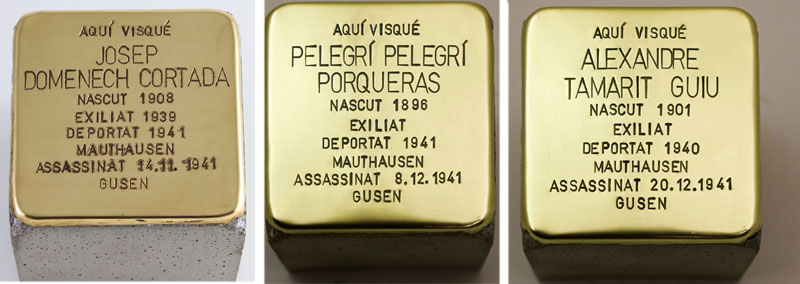 AQUÍ VISQUÉ
JOSEP
DOMENECH CORTADA
NASCUT 1908
EXILIAT 1939
DEPORTAT 1941
MAUTHAUSEN
ASSASSINAT 14.11.1941
GUSEN
AQUÍ VISQUÉ
PELEGRÍ PELEGRÍ
PORQUERAS
NASCUT 1896
EXILIAT
DEPORTAT 1941
MAUTHAUSEN
ASSASSINAT 8.12.1941
GUSEN
AQUÍ VISQUÉ
ALEXANDRE
TAMARIT GUIU
NASCUT 1901
EXILIAT
DEPORTAT 1940
MAUTHAUSEN
ASSASSINAT 20.12.1941
GUSEN